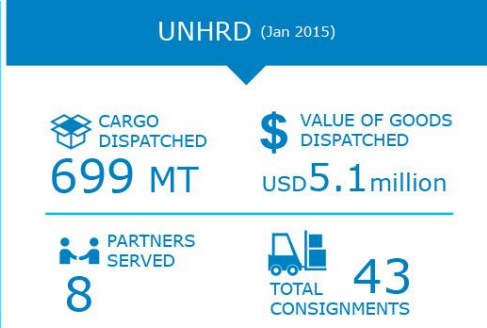 UNHRD (Jan 2015)
CARGO
DISPATCHED
699 MT
$ VALUE OF GOODS
DISPATCHED
USD5.1million
PARTNERS
SERVED
8
TOTAL 43
CONSIGNMENTS